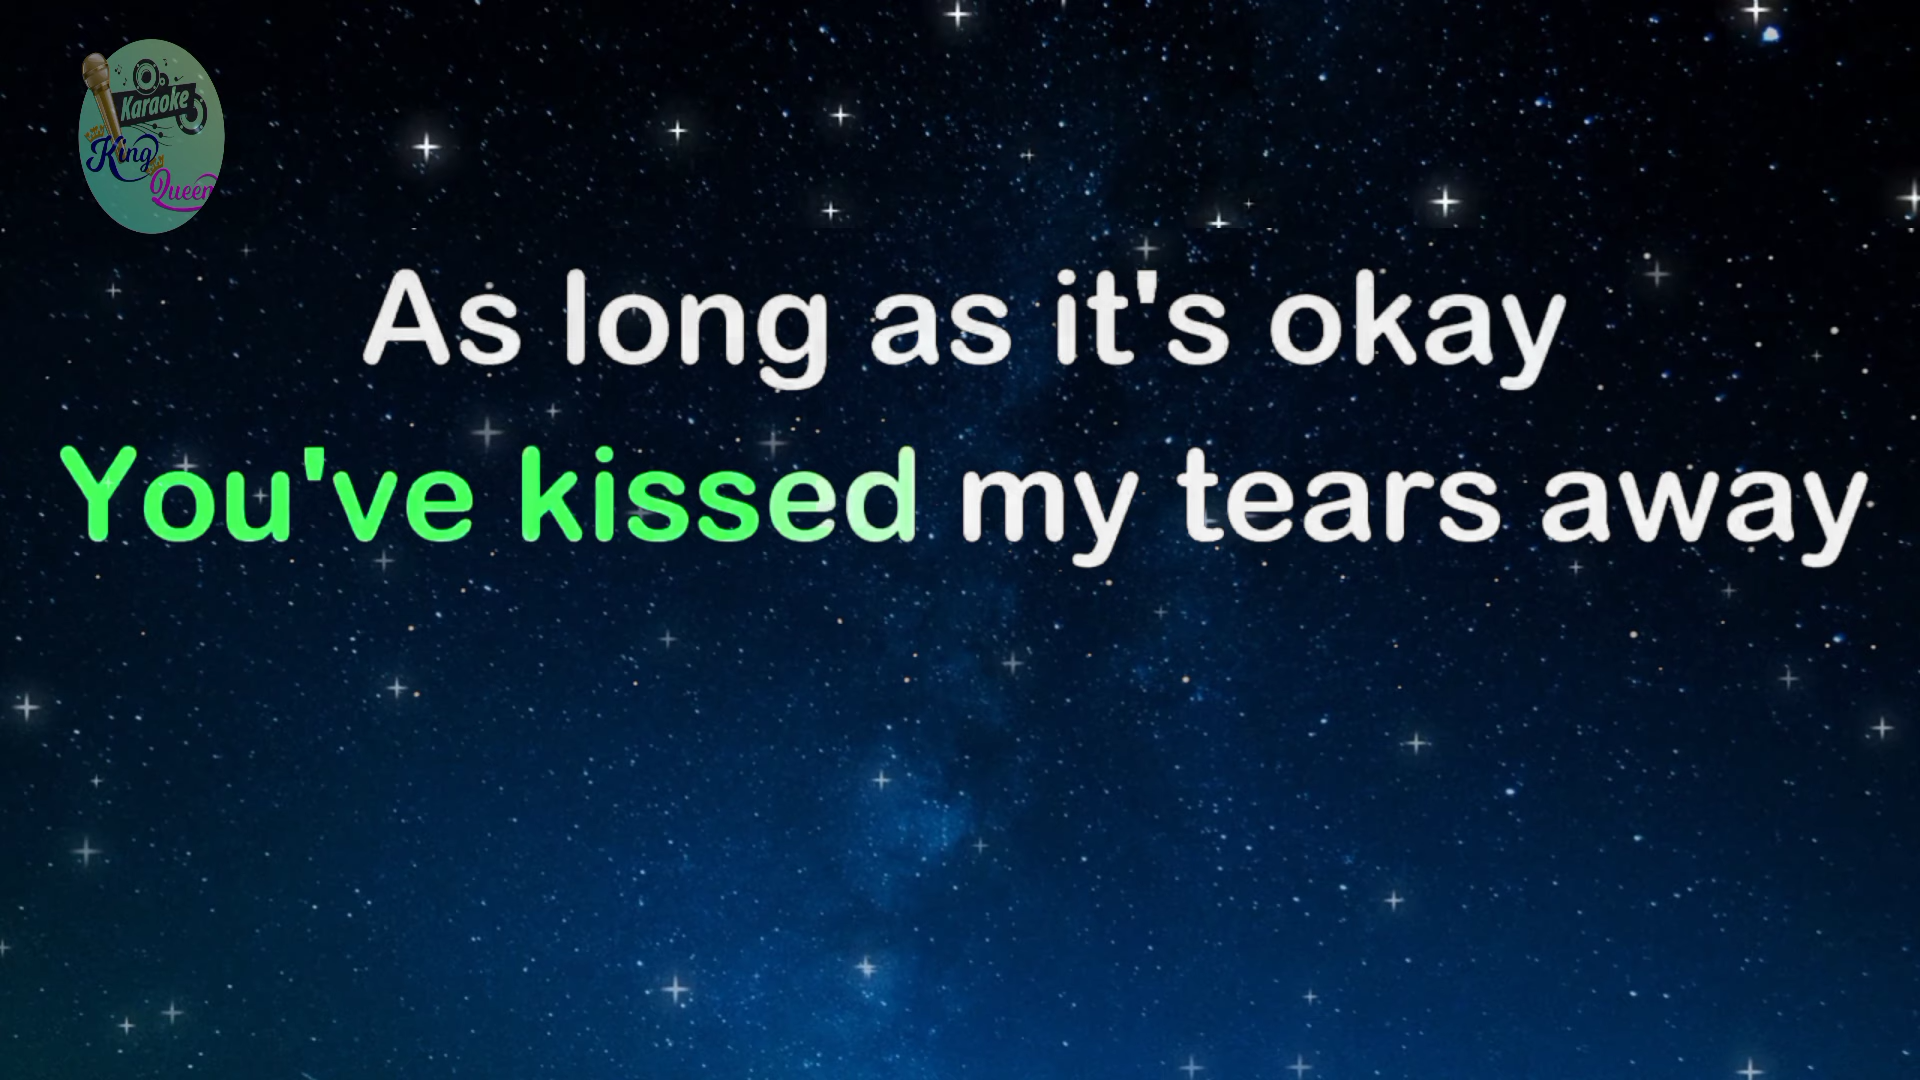 Karaoke
King
Queen
As long as it's okay
You've kissed my tears away